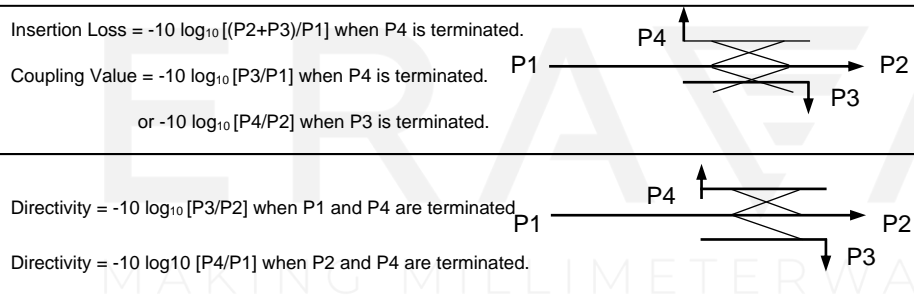 Insertion Loss = -10 log₁₀ [(P2+P3)/P1] when P4 is terminated.
Coupling Value = -10 log₁₀ [P3/P1] when P4 is terminated.
or -10 log₁₀ [P4/P2] when P3 is terminated.
P4
P1
P2
P3
Directivity = -10 log₁₀ [P3/P2] when P1 and P4 are terminated
Directivity = -10 log10 [P4/P1] when P2 and P4 are terminated.
P4
P1
P2
P3
ERAVA
MAKING MILLIMETERWA